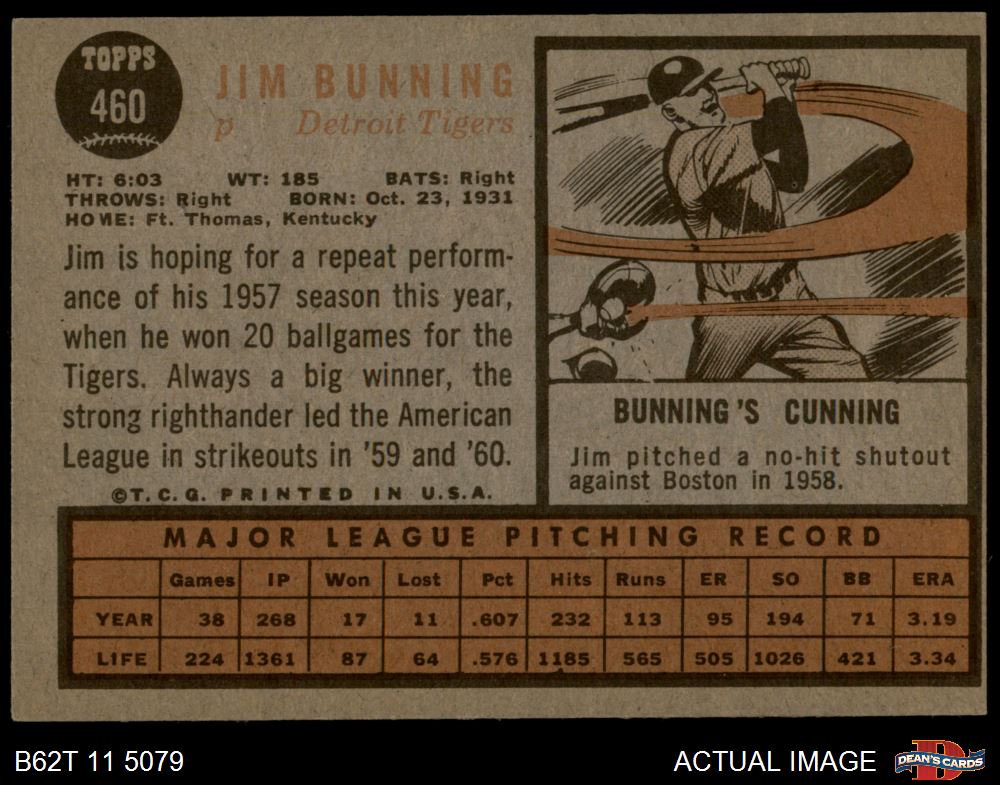 TOPPS
460
JIM BUNNING
p Detroit Tigers
HT: 6:03 WT: 185 BATS: Right
THROWS: Right BORN: Oct. 23, 1931
HOME: Ft. Thomas, Kentucky
Jim is hoping for a repeat perform-
ance of his 1957 season this year,
when he won 20 ballgames for the
Tigers. Always a big winner, the
strong righthander led the American
League in strikeouts in '59 and '60.
©T.C.G. PRINTED IN U.S.A.
BUNNING'S CUNNING
Jim pitched a no-hit shutout
against Boston in 1958.
MAJOR LEAGUE PITCHING RECORD
Games IP Won Lost Pct Hits Runs ER SO BB ERA
YEAR 38 268 17 11 .607 232 113 95 194 71 3.19
LIFE 224 1361 87 64 .576 1185 565 505 1026 421 3.34
B62T 11 5079 ACTUAL IMAGE DEAN'S CARDS